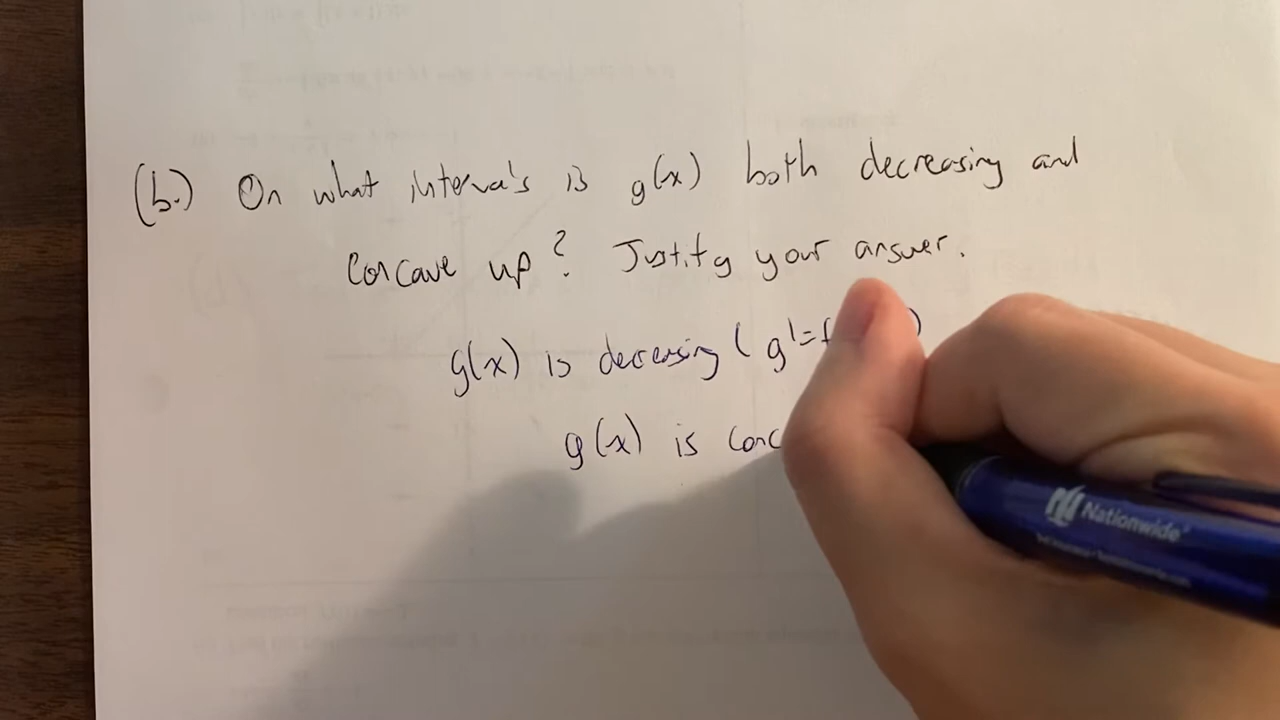 (b.) On what intervals is g(x) both decreasing and
concave up? Justify your answer.
g(x) is decreasing (g'=f )
g(x) is conc
Nationwide